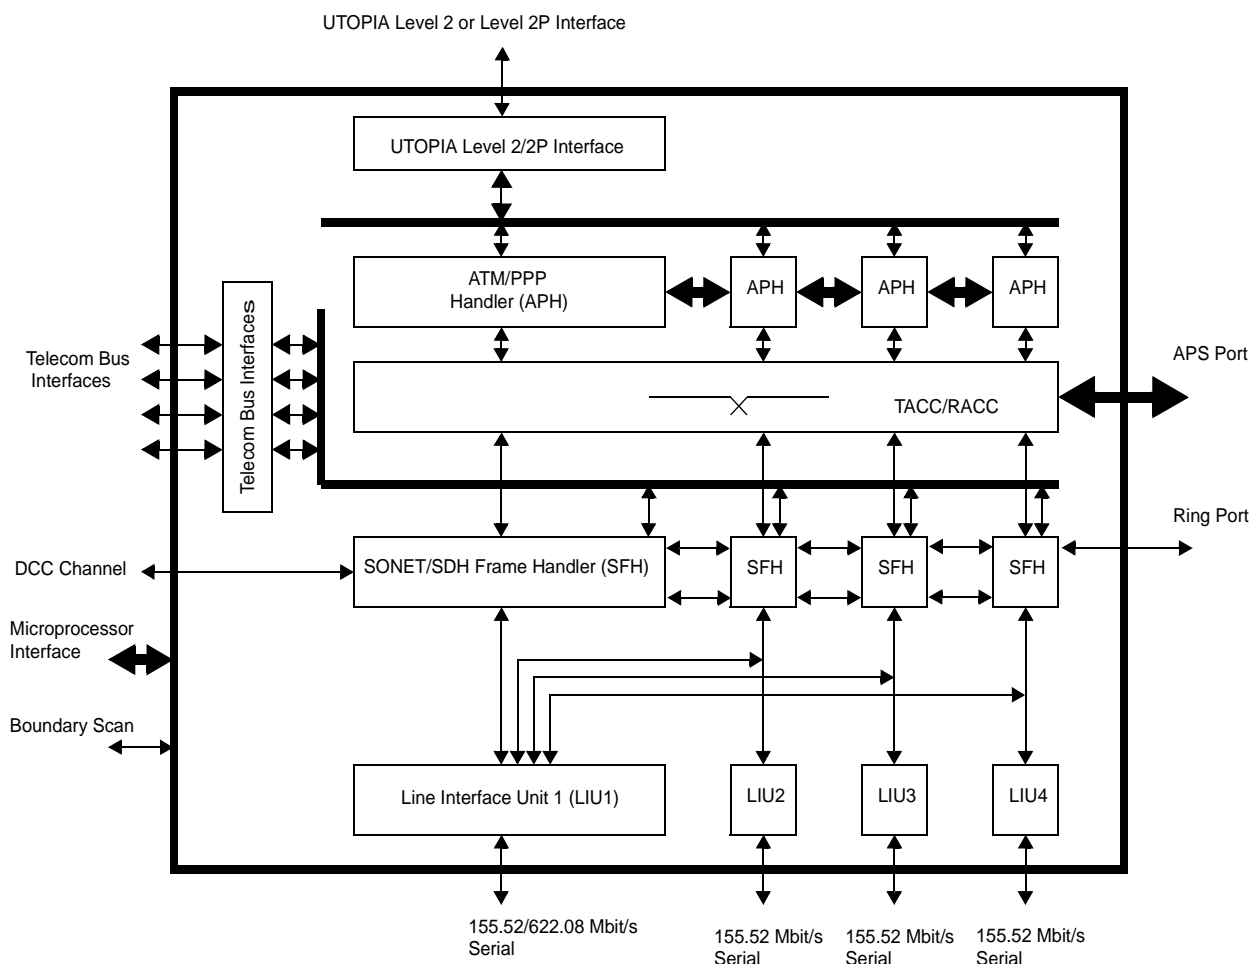 UTOPIA Level 2 or Level 2P Interface
UTOPIA Level 2/2P Interface
ATM/PPP
Handler (APH)
APH
APH
APH
Telecom Bus
Interfaces
Telecom Bus Interfaces
TACC/RACC
APS Port
Ring Port
DCC Channel
SONET/SDH Frame Handler (SFH)
SFH
SFH
SFH
Microprocessor
Interface
Boundary Scan
Line Interface Unit 1 (LIU1)
LIU2
LIU3
LIU4
155.52/622.08 Mbit/s
Serial
155.52 Mbit/s
Serial
155.52 Mbit/s
Serial
155.52 Mbit/s
Serial